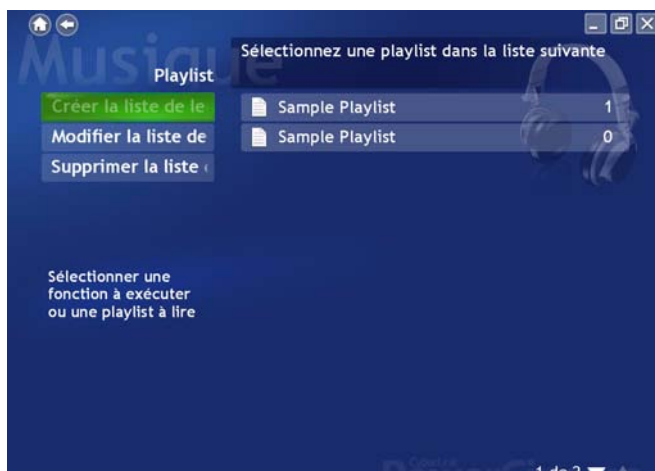 Musique
Sélectionnez une playlist dans la liste suivante
Playlist
Créer la liste de le
Modifier la liste de
Supprimer la liste
Sample Playlist 1
Sample Playlist 0
Sélectionner une
fonction à exécuter
ou une playlist à lire
1 de 2